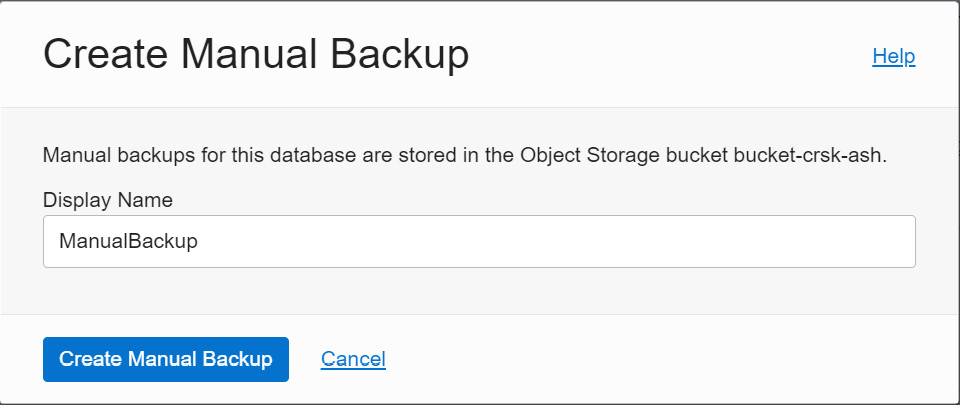 Create Manual Backup
Help
Manual backups for this database are stored in the Object Storage bucket bucket-crsk-ash.
Display Name
ManualBackup
Create Manual Backup
Cancel